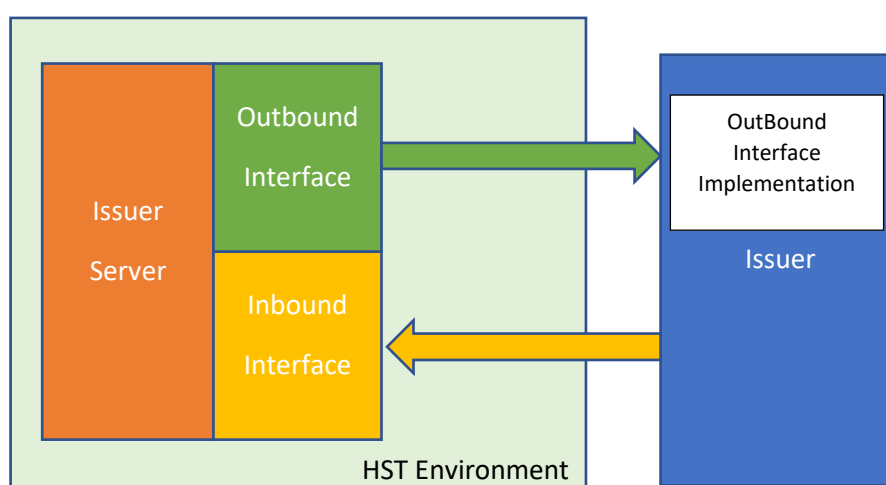 Issuer
Server
Outbound
Interface
Inbound
Interface
HST Environment
OutBound
Interface
Implementation
Issuer